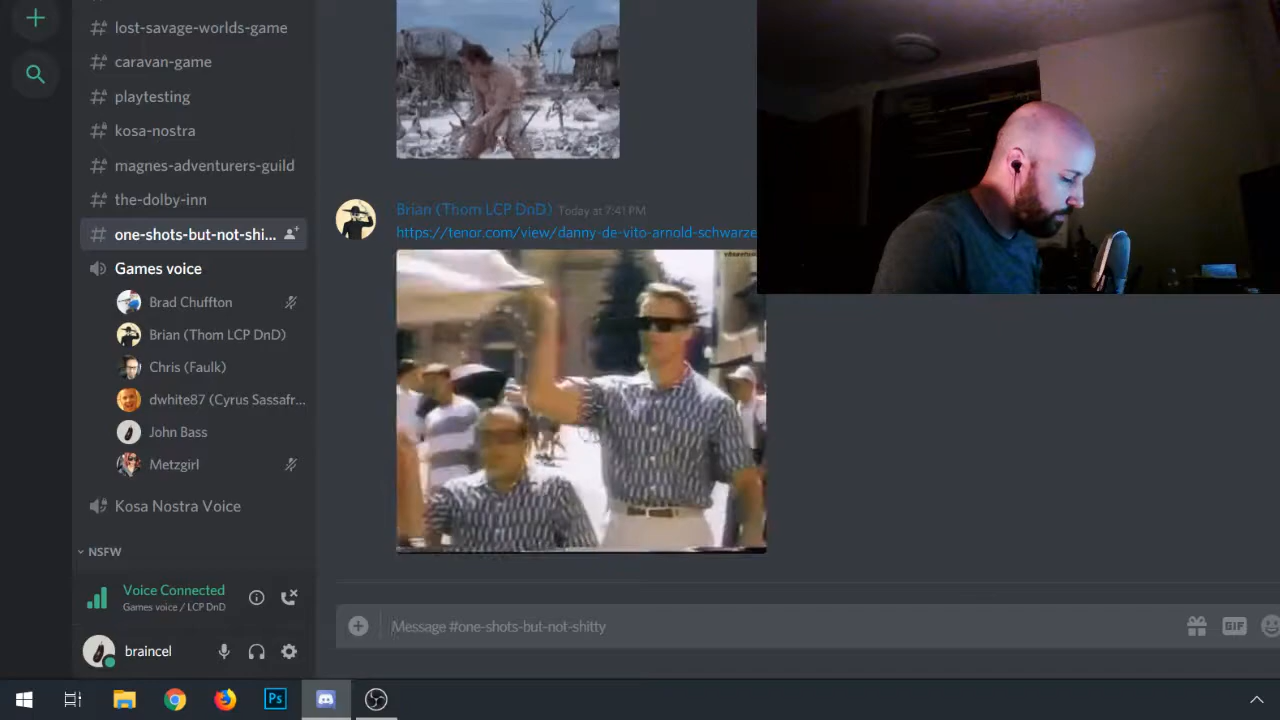 lost-savage-worlds-game
caravan-game
playtesting
kosa-nostra
magnes-adventurers-guild
the-dolby-inn
one-shots-but-not-shi...
Games voice
Brad Chuffton
Brian (Thom LCP DnD)
Chris (Faulk)
dwhite87 (Cyrus Sassafr...
John Bass
Metzgirl
Kosa Nostra Voice
NSFW
Voice Connected
Games voice / LCP DnD
braincel
Brian (Thom LCP DnD) Today at 7:41 PM
https://tenor.com/view/danny-de-vito-arnold-schwarze
Message #one-shots-but-not-shitty
GIF
Ps